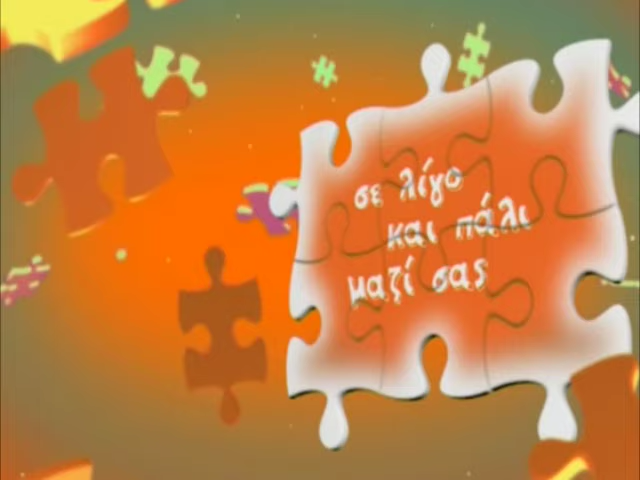 σε λίγο
και πάλι
μαζί σας